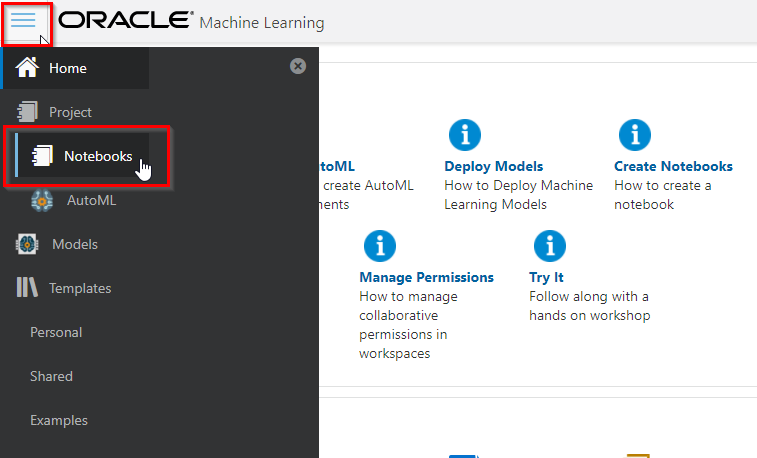 ORACLE Machine Learning
Home
Project
Notebooks
AutoML
Models
Templates
Personal
Shared
Examples
Deploy Models
Create Notebooks
create AutoML
How to Deploy Machine
How to create a
Learning Models
notebook
Manage Permissions
Try It
How to manage
Follow along with a
collaborative
hands on workshop
permissions in
workspaces